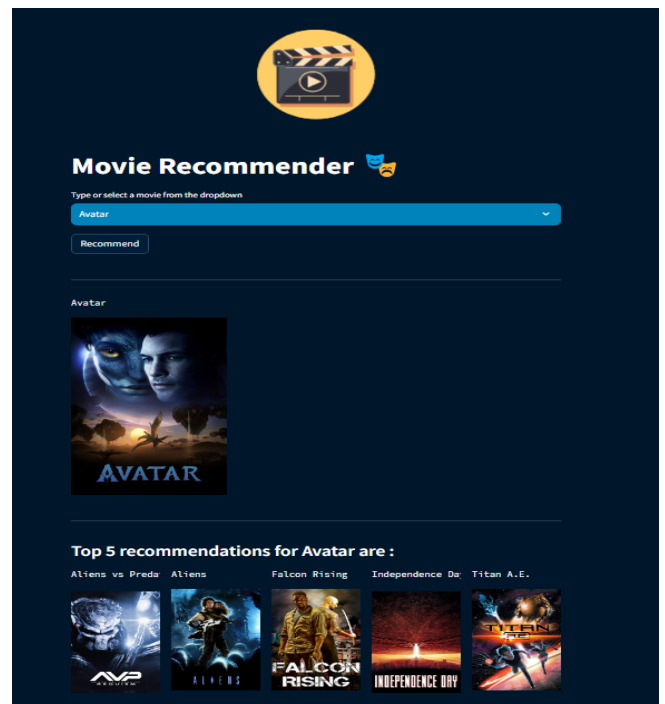 Movie Recommender
Type or select a movie from the dropdown
Avatar
Recommend
Avatar
AVATAR
Top 5 recommendations for Avatar are :
Aliens vs Preda Aliens Falcon Rising Independence Da Titan A.E.
AVP REQUIEM
ALIENS
FALCON RISING
INDEPENDENCE DAY
TITAN A.E.